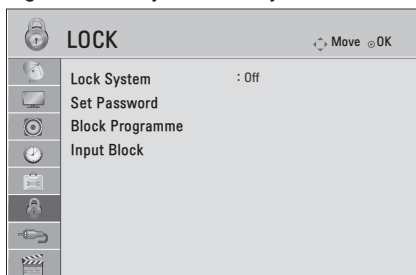 LOCK
Move OK
Lock System : Off
Set Password
Block Programme
Input Block